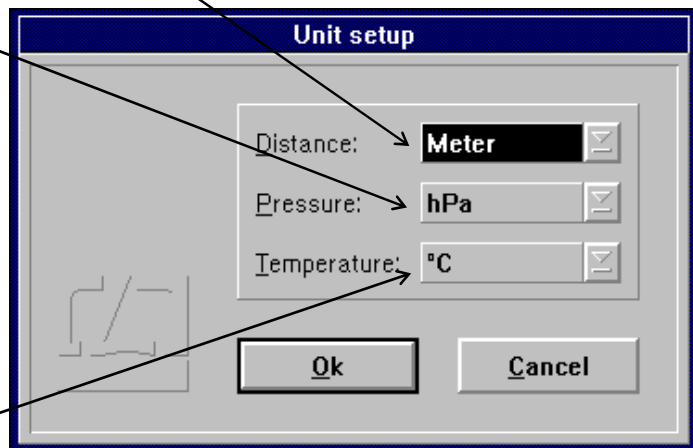 Unit setup
Distance: Meter
Pressure: hPa
Temperature: °C
Ok Cancel